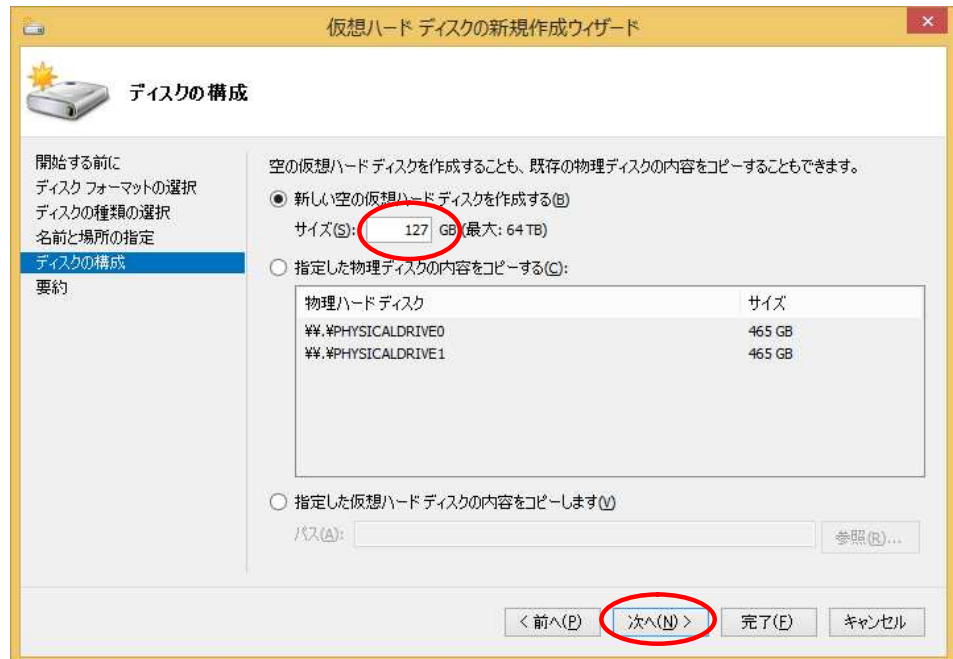 仮想ハード ディスクの新規作成ウィザード
ディスクの構成
開始する前に
ディスク フォーマットの選択
ディスクの種類の選択
名前と場所の指定
ディスクの構成
要約
空の仮想ハード ディスクを作成することも、既存の物理ディスクの内容をコピーすることもできます。
新しい空の仮想ハード ディスクを作成する(B)
サイズ(S): 127 GB (最大: 64 TB)
指定した物理ディスクの内容をコピーする(C):
物理ハード ディスク サイズ
¥¥.¥PHYSICALDRIVE0 465 GB
¥¥.¥PHYSICALDRIVE1 465 GB
指定した仮想ハード ディスクの内容をコピーします(V)
パス(A): 参照(R)...
< 前へ(P) 次へ(N) > 完了(F) キャンセル